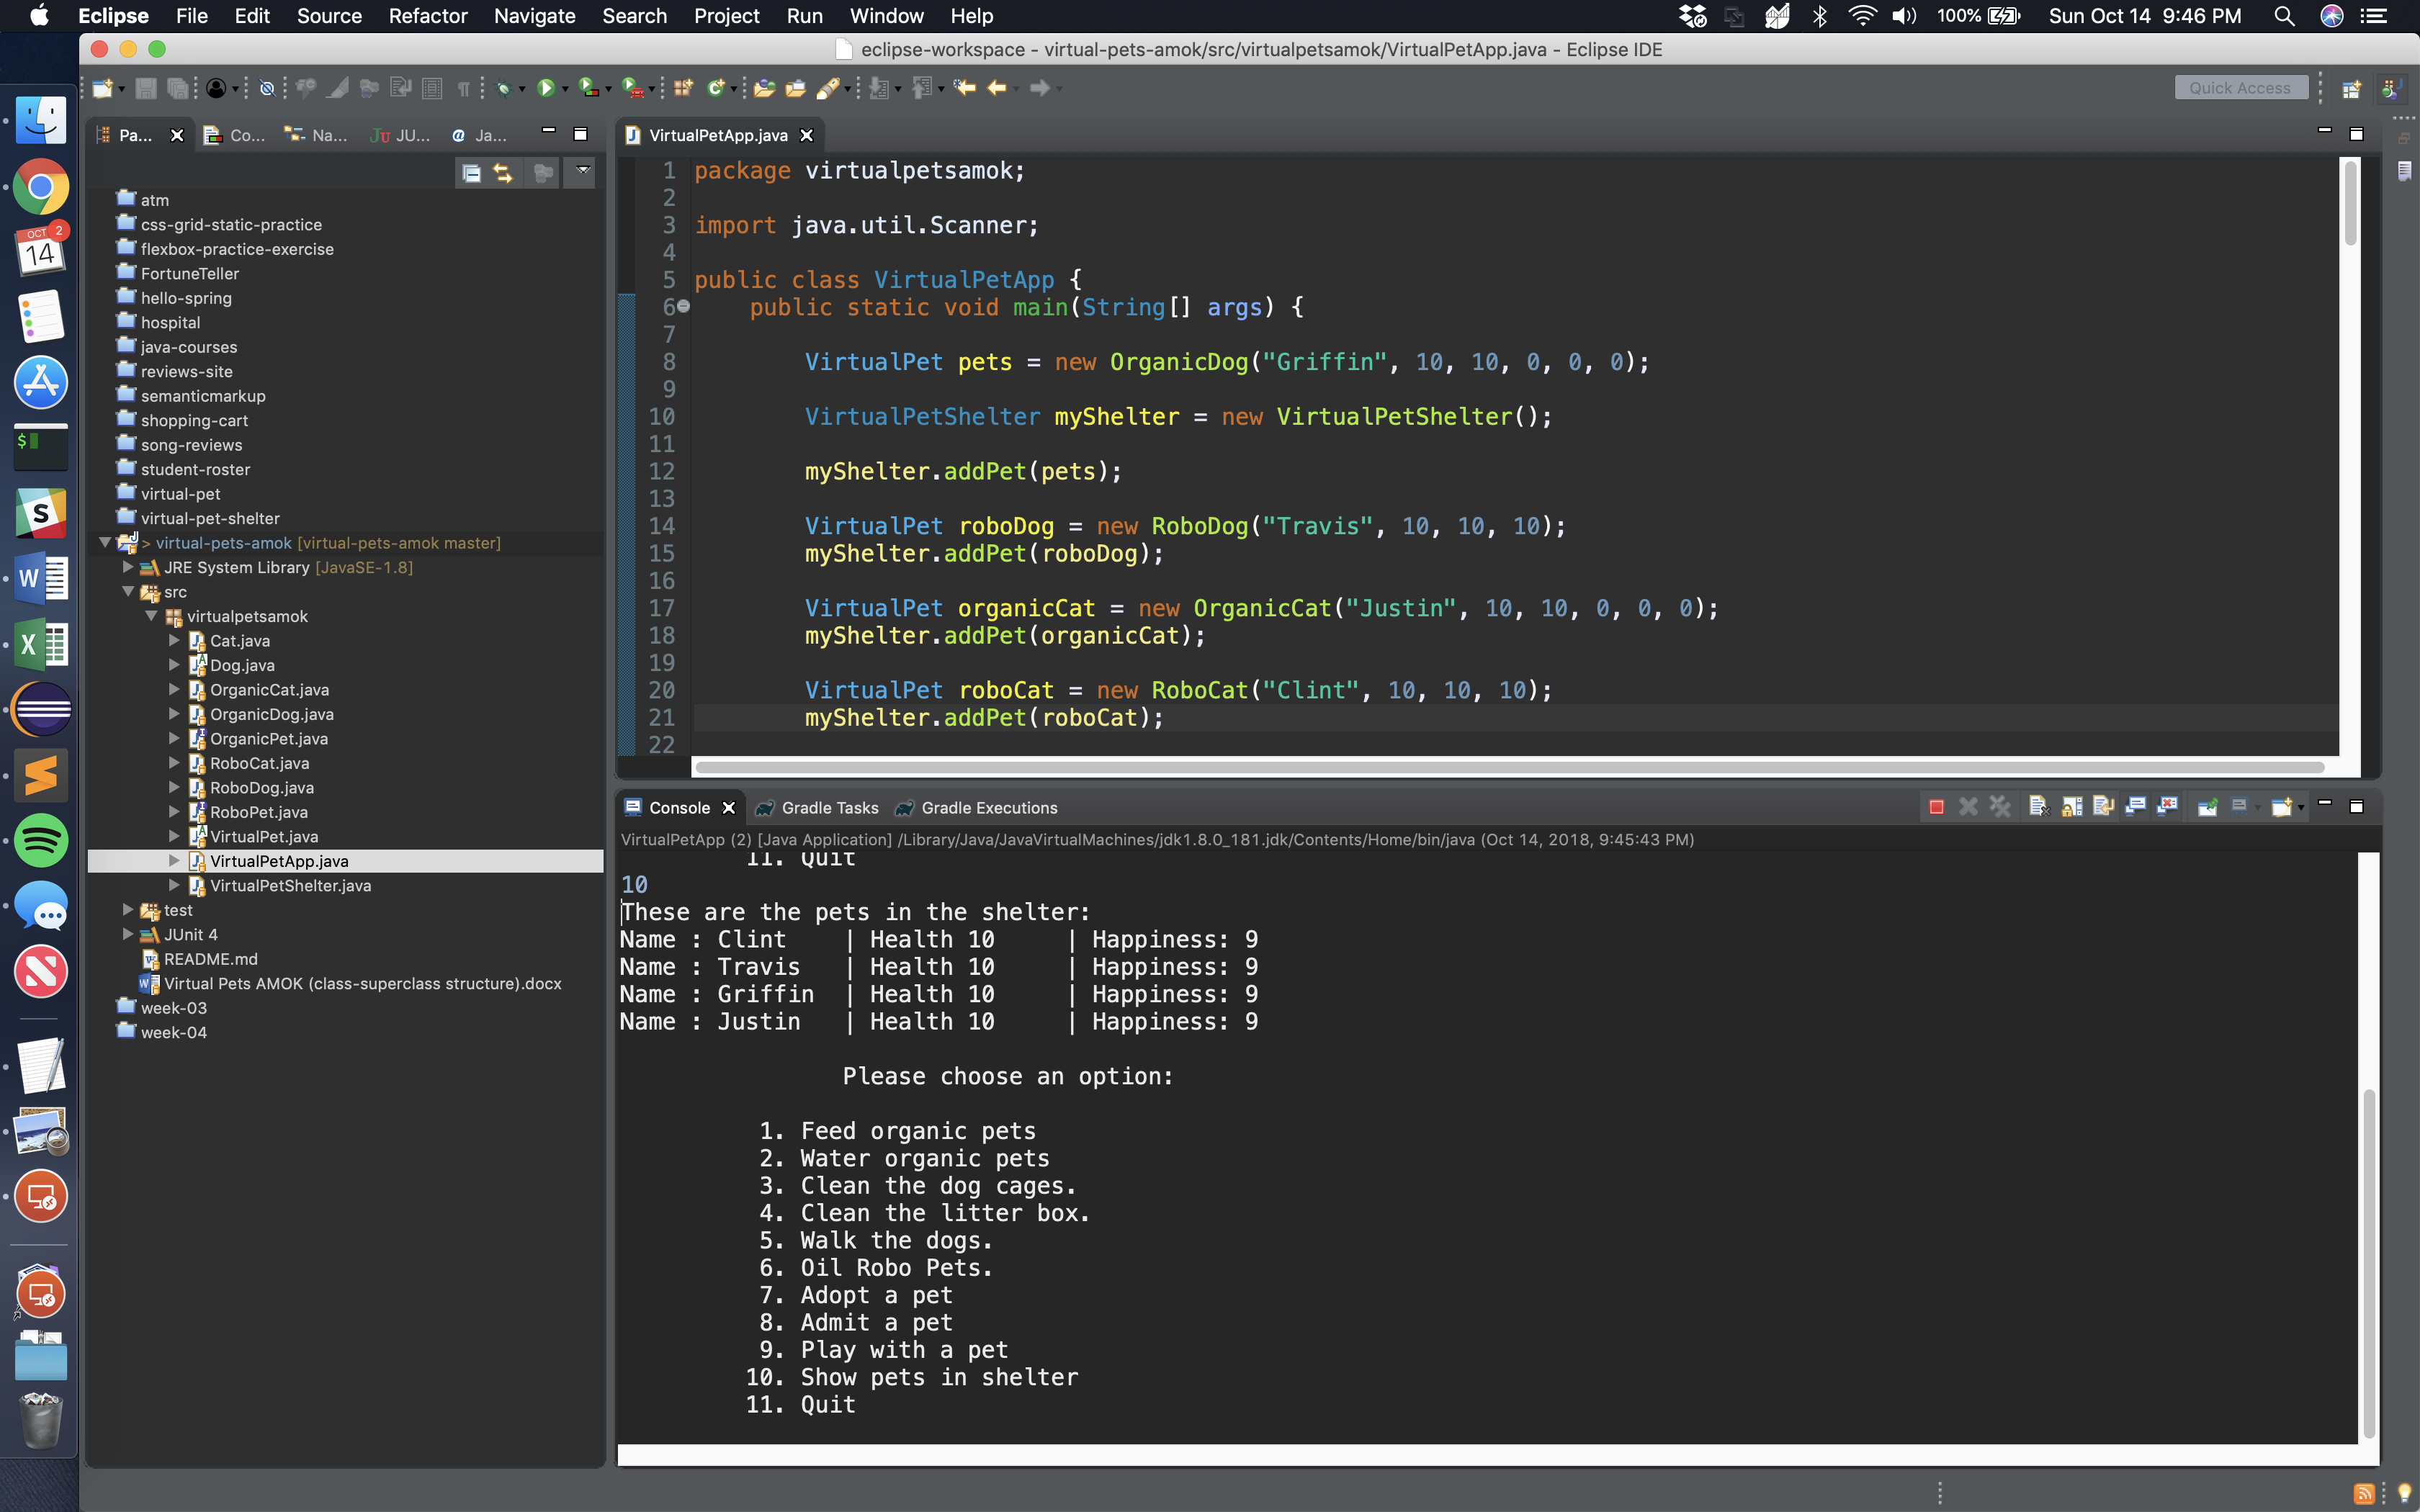 Eclipse File Edit Source Refactor Navigate Search Project Run Window Help 100% Sun Oct 14 9:46 PM
eclipse-workspace - virtual-pets-amok/src/virtualpetsamok/VirtualPetApp.java - Eclipse IDE
Quick Access
Pa... Co... Na... JU... Ja...
OCT 2
14
$
S
W
X
atm
css-grid-static-practice
flexbox-practice-exercise
FortuneTeller
hello-spring
hospital
java-courses
reviews-site
semanticmarkup
shopping-cart
song-reviews
student-roster
virtual-pet
virtual-pet-shelter
> virtual-pets-amok [virtual-pets-amok master]
JRE System Library [JavaSE-1.8]
src
virtualpetsamok
Cat.java
Dog.java
OrganicCat.java
OrganicDog.java
OrganicPet.java
RoboCat.java
RoboDog.java
RoboPet.java
VirtualPet.java
VirtualPetApp.java
VirtualPetShelter.java
test
JUnit 4
README.md
Virtual Pets AMOK (class-superclass structure).docx
week-03
week-04
VirtualPetApp.java
1 package virtualpetsamok;
2
3 import java.util.Scanner;
4
5 public class VirtualPetApp {
6 public static void main(String[] args) {
7
8 VirtualPet pets = new OrganicDog("Griffin", 10, 10, 0, 0, 0);
9
10 VirtualPetShelter myShelter = new VirtualPetShelter();
11
12 myShelter.addPet(pets);
13
14 VirtualPet roboDog = new RoboDog("Travis", 10, 10, 10);
15 myShelter.addPet(roboDog);
16
17 VirtualPet organicCat = new OrganicCat("Justin", 10, 10, 0, 0, 0);
18 myShelter.addPet(organicCat);
19
20 VirtualPet roboCat = new RoboCat("Clint", 10, 10, 10);
21 myShelter.addPet(roboCat);
22
Console Gradle Tasks Gradle Executions
VirtualPetApp (2) [Java Application] /Library/Java/JavaVirtualMachines/jdk1.8.0_181.jdk/Contents/Home/bin/java (Oct 14, 2018, 9:45:43 PM)
11. Quit
10
These are the pets in the shelter:
Name : Clint | Health 10 | Happiness: 9
Name : Travis | Health 10 | Happiness: 9
Name : Griffin | Health 10 | Happiness: 9
Name : Justin | Health 10 | Happiness: 9
Please choose an option:
1. Feed organic pets
2. Water organic pets
3. Clean the dog cages.
4. Clean the litter box.
5. Walk the dogs.
6. Oil Robo Pets.
7. Adopt a pet
8. Admit a pet
9. Play with a pet
10. Show pets in shelter
11. Quit